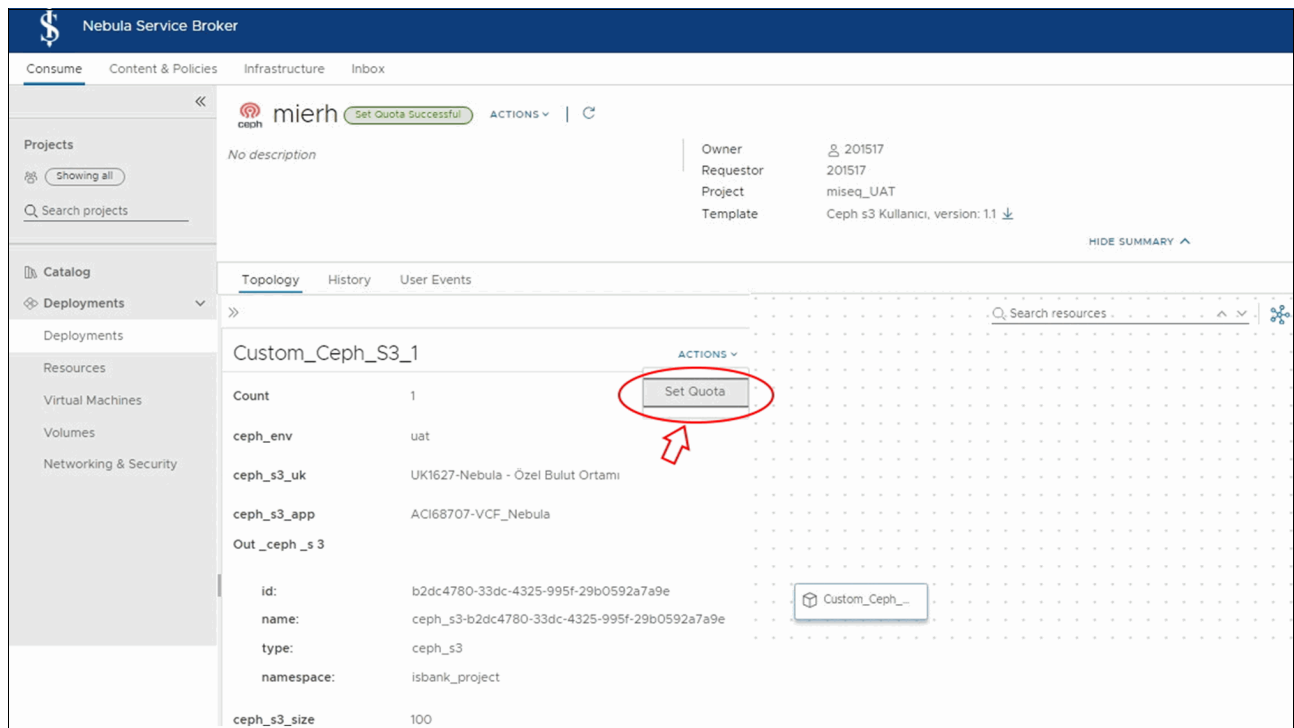 Nebula Service Broker
Consume Content & Policies Infrastructure Inbox
ceph mierh Set Quota Successful ACTIONS
Projects
Showing all
Search projects
Catalog
Deployments
Deployments
Resources
Virtual Machines
Volumes
Networking & Security
No description
Owner 201517
Requestor 201517
Project miseq_UAT
Template Ceph s3 Kullanıcı, version: 1.1
HIDE SUMMARY
Topology History User Events
Search resources
Custom_Ceph_S3_1 ACTIONS
Set Quota
Count 1
ceph_env uat
ceph_s3_uk UK1627-Nebula - Özel Bulut Ortamı
ceph_s3_app ACI68707-VCF_Nebula
Out _ceph _s 3
id: b2dc4780-33dc-4325-995f-29b0592a7a9e
name: ceph_s3-b2dc4780-33dc-4325-995f-29b0592a7a9e
type: ceph_s3
namespace: isbank_project
ceph_s3_size 100
Custom_Ceph_...